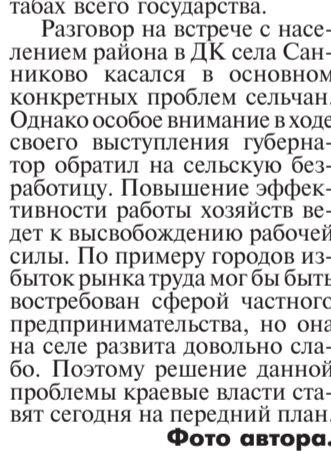 табах всего государства.
Разговор на встрече с насе-
лением района в ДК села Сан-
никово касался в основном
конкретных проблем сельчан.
Однако особое внимание в ходе
своего выступления губерна-
тор обратил на сельскую без-
работицу. Повышение эффек-
тивности работы хозяйств ве-
дет к высвобождению рабочей
силы. По примеру городов из-
быток рынка труда мог бы быть
востребован сферой частного
предпринимательства, но она
на селе развита довольно сла-
бо. Поэтому решение данной
проблемы краевые власти ста-
вят сегодня на передний план.
Фото автора.